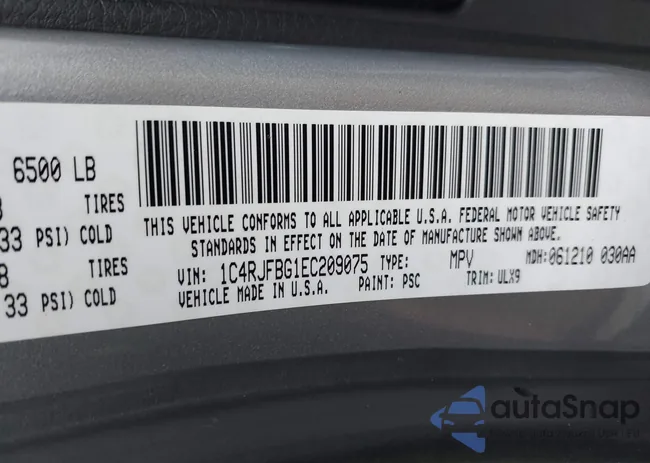 6500 LB
TIRES
33 PSI) COLD
THIS VEHICLE CONFORMS TO ALL APPLICABLE U.S.A. FEDERAL MOTOR VEHICLE SAFETY
STANDARDS IN EFFECT ON THE DATE OF MANUFACTURE SHOWN ABOVE.
TIRES
VIN: 1C4RJFBG1EC209075 TYPE: MPV MDH:061210 030AA
33 PSI) COLD
VEHICLE MADE IN U.S.A. PAINT: PSC TRIM: ULX9
autoSnap